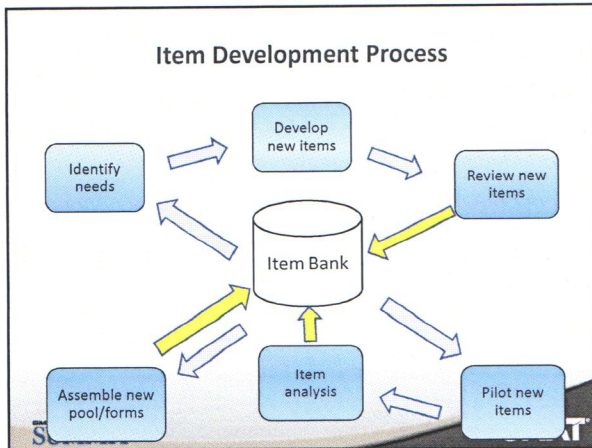 Item Development Process
Develop
new items
Identify
needs
Review new
items
Item Bank
Assemble new
pool/forms
Item
analysis
Pilot new
items